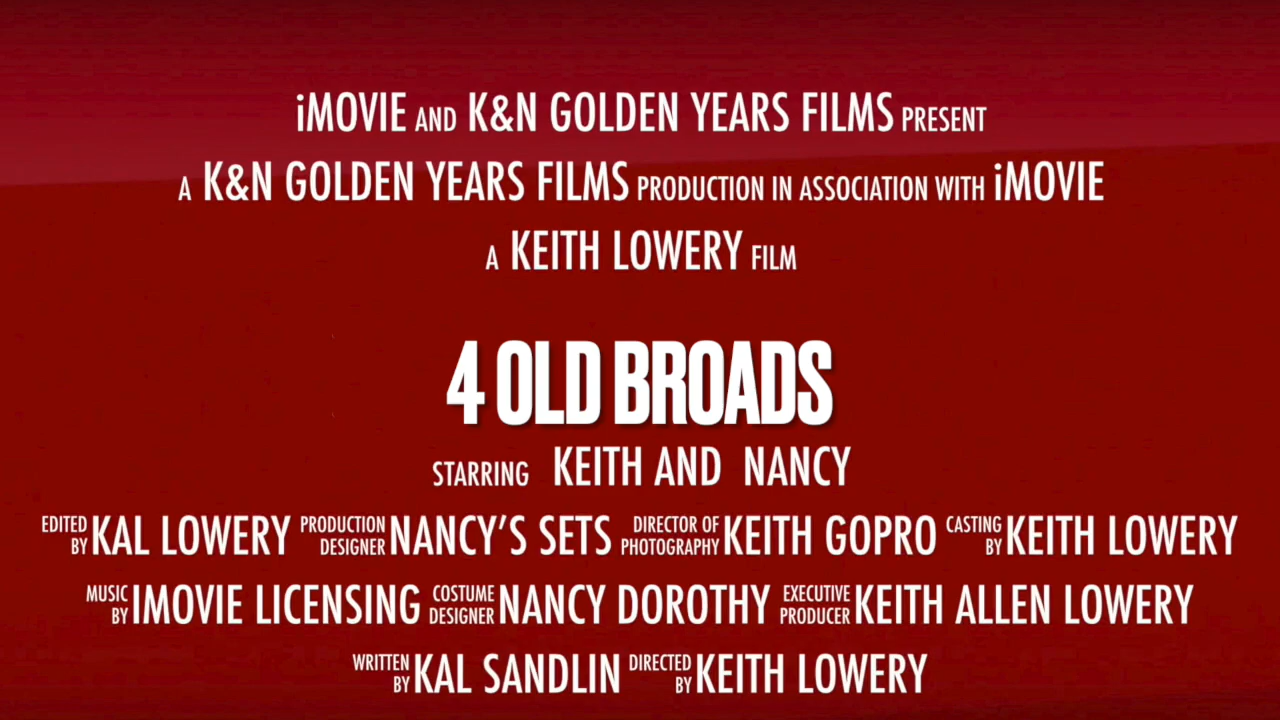 iMOVIE AND K&N GOLDEN YEARS FILMS PRESENT
A K&N GOLDEN YEARS FILMS PRODUCTION IN ASSOCIATION WITH iMOVIE
A KEITH LOWERY FILM
4 OLD BROADS
STARRING KEITH AND NANCY
EDITED BY KAL LOWERY PRODUCTION DESIGNER NANCY'S SETS DIRECTOR OF PHOTOGRAPHY KEITH GOPRO CASTING BY KEITH LOWERY
MUSIC BY IMOVIE LICENSING COSTUME DESIGNER NANCY DOROTHY EXECUTIVE PRODUCER KEITH ALLEN LOWERY
WRITTEN BY KAL SANDLIN DIRECTED BY KEITH LOWERY